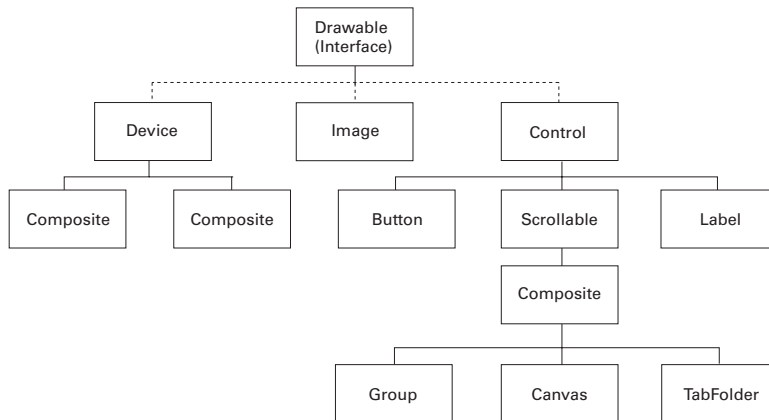 Drawable
(Interface)
Device
Image
Control
Composite
Composite
Button
Scrollable
Label
Composite
Group
Canvas
TabFolder